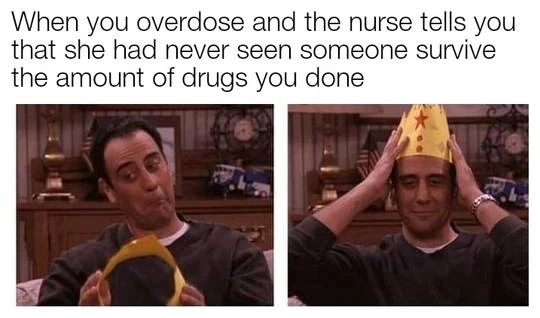 When you overdose and the nurse tells you
that she had never seen someone survive
the amount of drugs you done